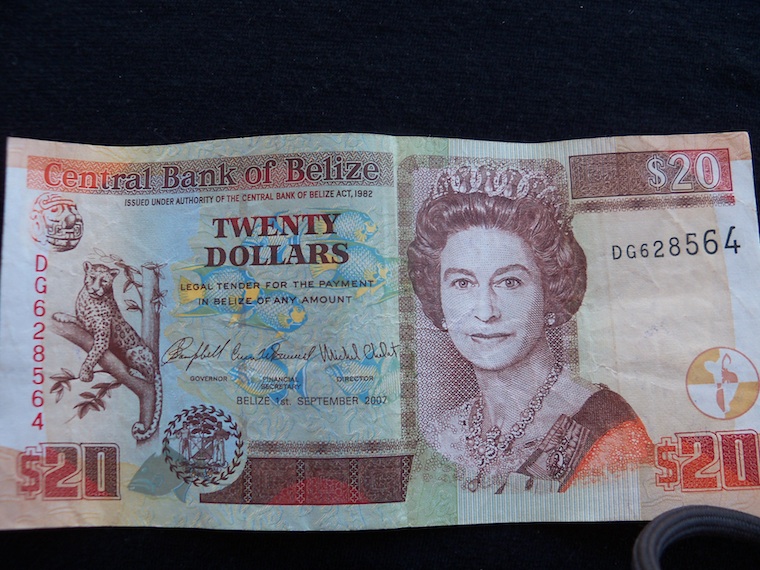 Central Bank of Belize
$20
ISSUED UNDER AUTHORITY OF THE CENTRAL BANK OF BELIZE ACT, 1982
TWENTY
DOLLARS
DG628564
LEGAL TENDER FOR THE PAYMENT
IN BELIZE OF ANY AMOUNT
DG628564
GOVERNOR
FINANCIAL
SECRETARY
DIRECTOR
BELIZE 1st. SEPTEMBER 2007
$20
$20